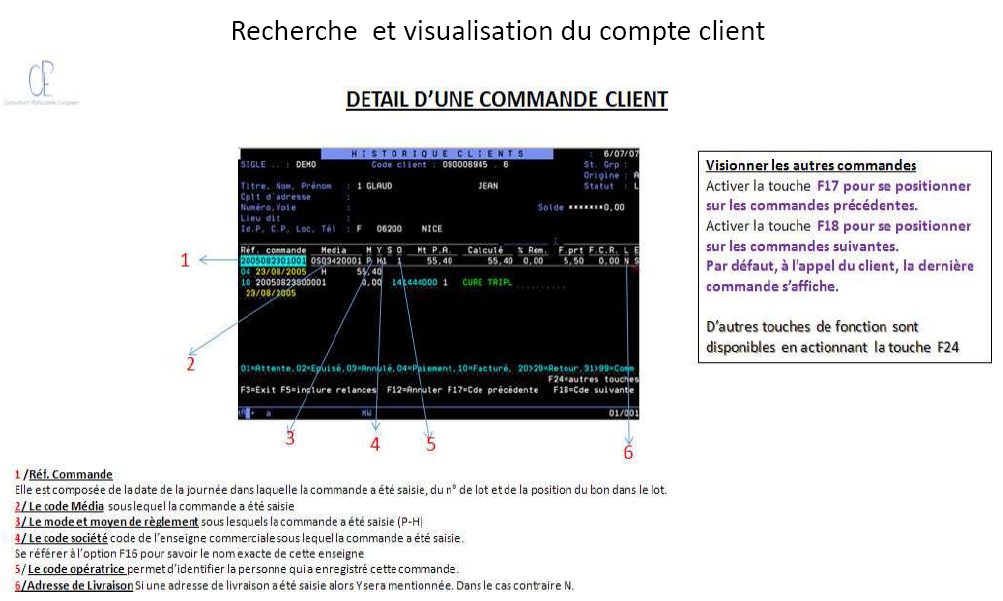 Recherche et visualisation du compte client
CE
DETAIL D'UNE COMMANDE CLIENT
HISTORIQUE CLIENTS : 6/07/07
SIGLE .. : DEMO Code client : 090006945 . 6 St. Grp :
Origine : A
Titre, Nom, Prénom : 1 GLAUD JEAN Statut : L
Cplt d'adresse :
Numéro,Voie : Solde *******0,00
Lieu dit :
Id.P, C.P, Loc, Tél : F 06200 NICE
Réf. commande Media M Y S O Mt P.A. Calculé % Rem. F.prt F.C.R. L E
2005082301001 0S03420001 P H1 1 55,40 55,40 0,00 5,50 0,00 N S
04 23/08/2005 H 55,40
10 20050823S00001 0,00 141444000 1 CURE TRIPL
23/08/2005
01=Attente,02=Epuisé,03=Annulé,04=Paiement,10=Facturé, 20>29=Retour,31>99=Comm
F24=autres touches
F3=Exit F5=inclure relances F12=Annuler F17=Cde précédente F18=Cde suivante
a MW 01/001
1
2
3
4
5
6
Visionner les autres commandes
Activer la touche F17 pour se positionner
sur les commandes précédentes.
Activer la touche F18 pour se positionner
sur les commandes suivantes.
Par défaut, à l'appel du client, la dernière
commande s'affiche.
D'autres touches de fonction sont
disponibles en actionnant la touche F24
1 /Réf. Commande
Elle est composée de la date de la journée dans laquelle la commande a été saisie, du n° de lot et de la position du bon dans le lot.
2/ Le code Média sous lequel la commande a été saisie
3/ Le mode et moyen de règlement sous lesquels la commande a été saisie (P-H)
4/ Le code société code de l'enseigne commerciale sous lequel la commande a été saisie.
Se référer à l'option F16 pour savoir le nom exacte de cette enseigne
5/ Le code opératrice permet d'identifier la personne qui a enregistré cette commande.
6/Adresse de Livraison Si une adresse de livraison a été saisie alors Y sera mentionnée. Dans le cas contraire N.